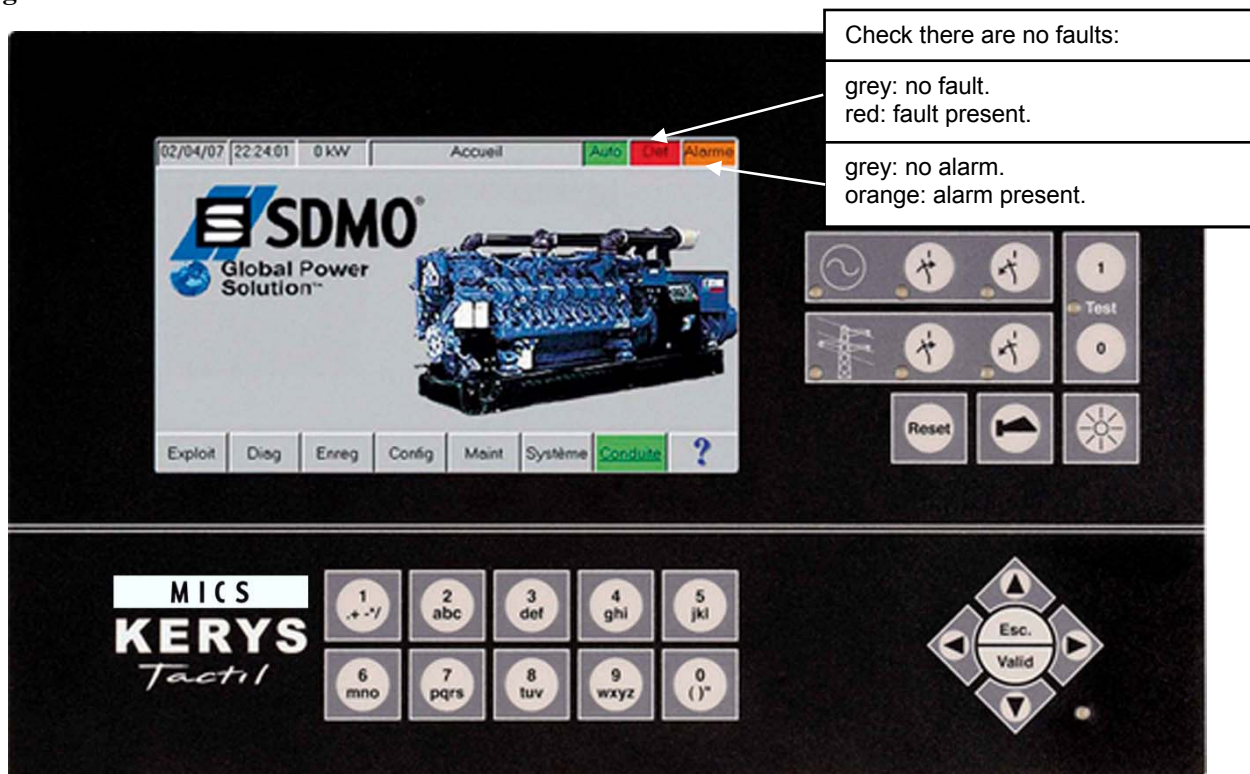 g
Check there are no faults:
grey: no fault.
red: fault present.
grey: no alarm.
orange: alarm present.
02/04/07 22:24:01 0 kW Accueil Auto Def Alarme
SDMO®
Global Power
Solution™
Exploit Diag Enreg Config Maint Système Conduite ?
1
Test
0
Reset
MICS
KERYS
Tactil
1 2 3 4 5
.+ -*/ abc def ghi jkl
6 7 8 9 0
mno pqrs tuv wxyz ( )"
Esc.
Valid